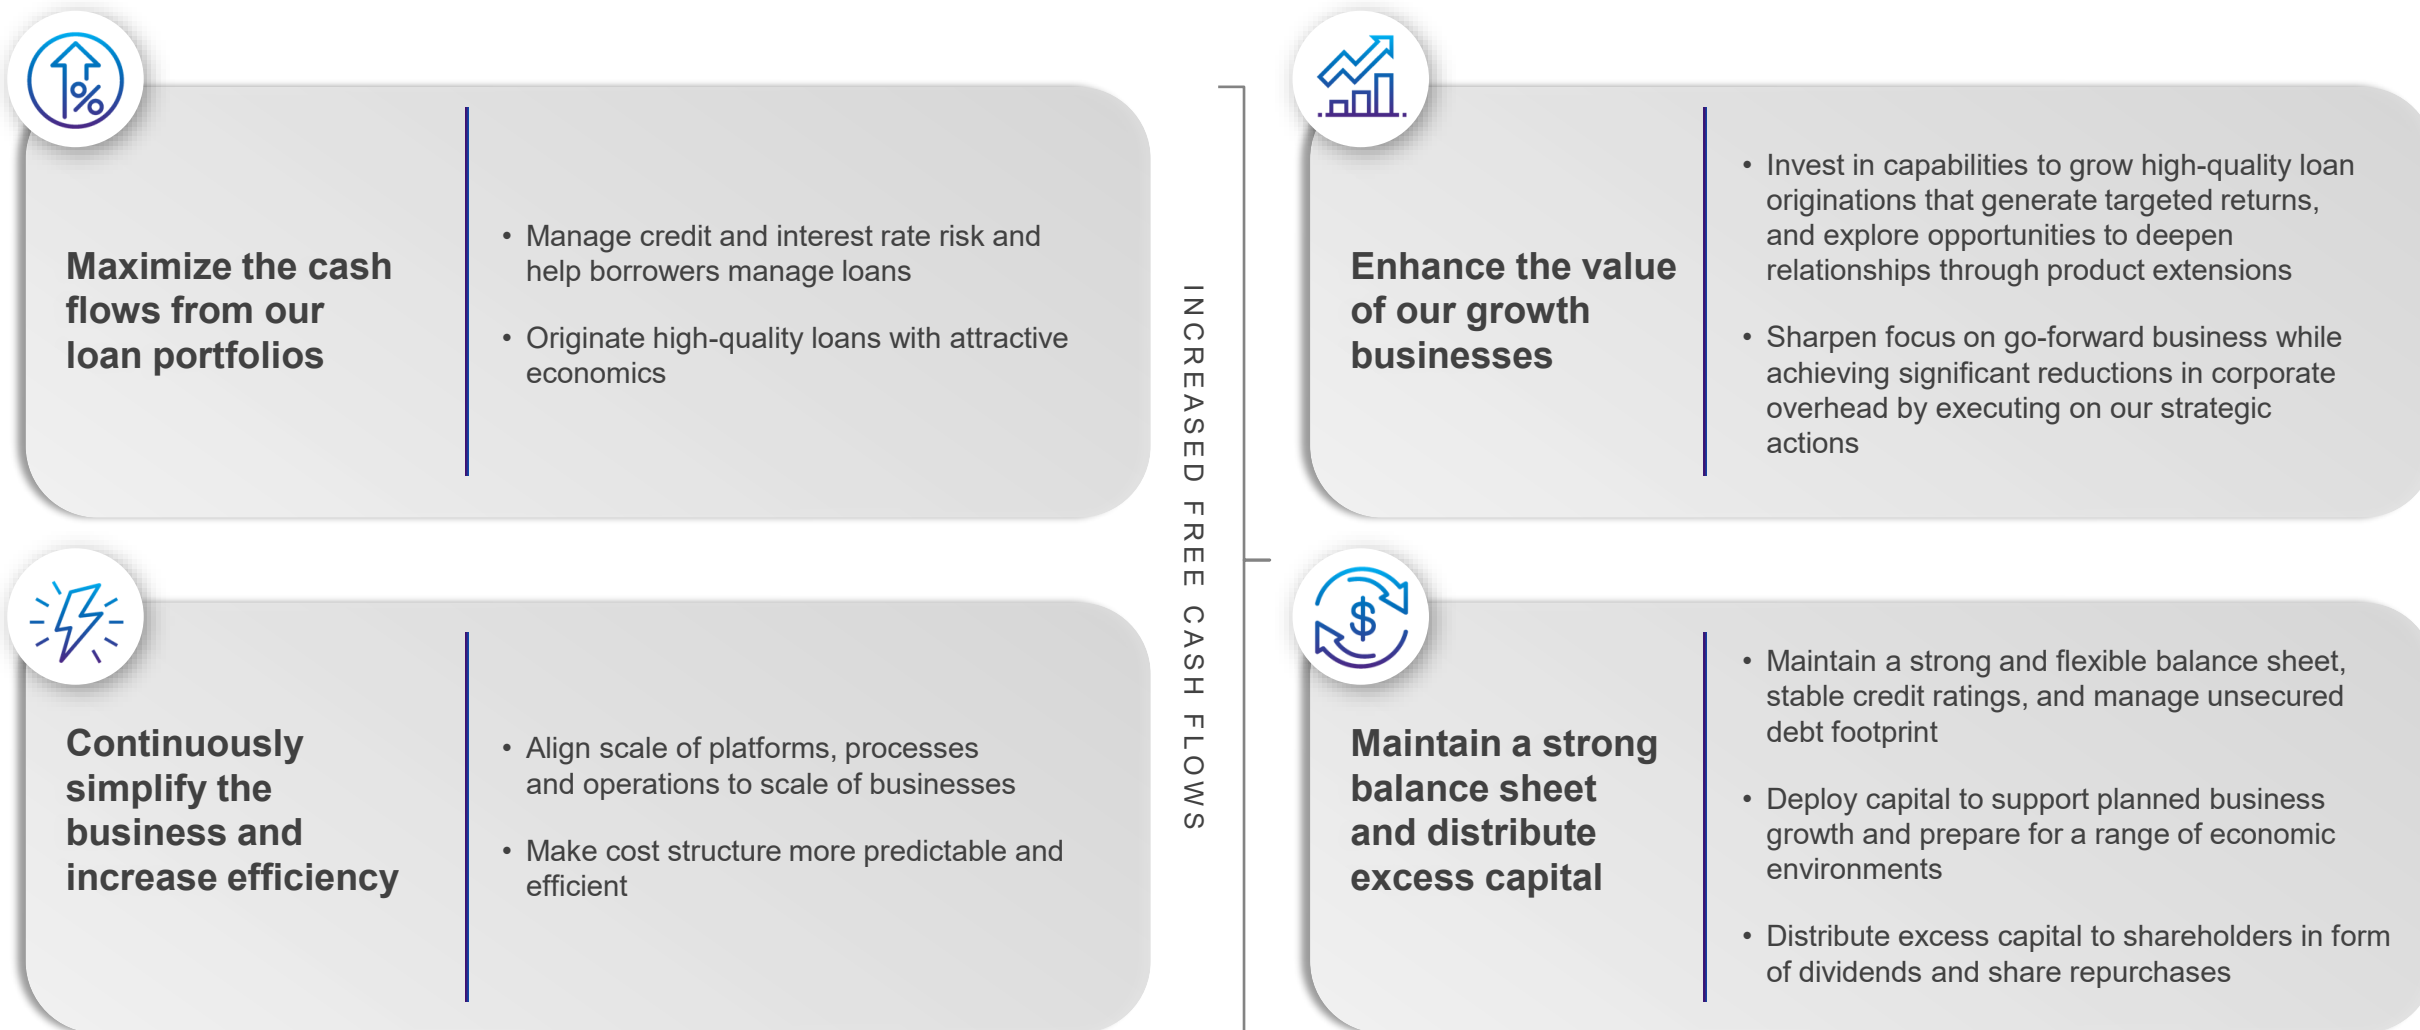 Maximize the cash
flows from our
loan portfolios
• Manage credit and interest rate risk and
help borrowers manage loans
• Originate high-quality loans with attractive
economics
Continuously
simplify the
business and
increase efficiency
• Align scale of platforms, processes
and operations to scale of businesses
• Make cost structure more predictable and
efficient
INCREASED FREE CASH FLOWS
Enhance the value
of our growth
businesses
• Invest in capabilities to grow high-quality loan
originations that generate targeted returns,
and explore opportunities to deepen
relationships through product extensions
• Sharpen focus on go-forward business while
achieving significant reductions in corporate
overhead by executing on our strategic
actions
Maintain a strong
balance sheet
and distribute
excess capital
• Maintain a strong and flexible balance sheet,
stable credit ratings, and manage unsecured
debt footprint
• Deploy capital to support planned business
growth and prepare for a range of economic
environments
• Distribute excess capital to shareholders in form
of dividends and share repurchases